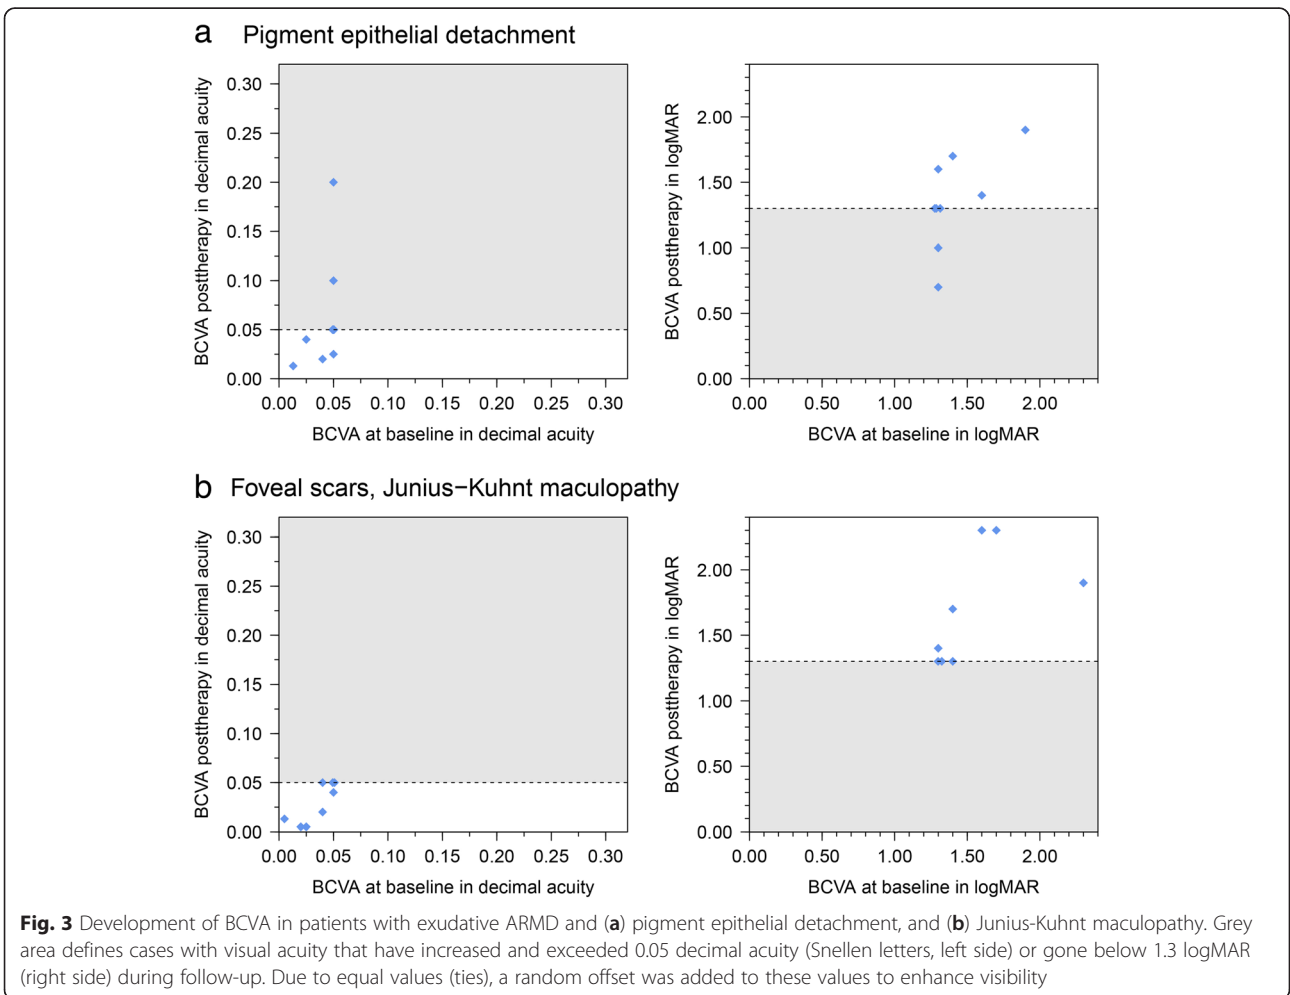 a Pigment epithelial detachment
BCVA posttherapy in decimal acuity
0.30
0.25
0.20
0.15
0.10
0.05
0.00
0.00 0.05 0.10 0.15 0.20 0.25 0.30
BCVA at baseline in decimal acuity
BCVA posttherapy in logMAR
2.00
1.50
1.00
0.50
0.00
0.00 0.50 1.00 1.50 2.00
BCVA at baseline in logMAR
b Foveal scars, Junius−Kuhnt maculopathy
BCVA posttherapy in decimal acuity
0.30
0.25
0.20
0.15
0.10
0.05
0.00
0.00 0.05 0.10 0.15 0.20 0.25 0.30
BCVA at baseline in decimal acuity
BCVA posttherapy in logMAR
2.00
1.50
1.00
0.50
0.00
0.00 0.50 1.00 1.50 2.00
BCVA at baseline in logMAR
Fig. 3 Development of BCVA in patients with exudative ARMD and (a) pigment epithelial detachment, and (b) Junius-Kuhnt maculopathy. Grey
area defines cases with visual acuity that have increased and exceeded 0.05 decimal acuity (Snellen letters, left side) or gone below 1.3 logMAR
(right side) during follow-up. Due to equal values (ties), a random offset was added to these values to enhance visibility